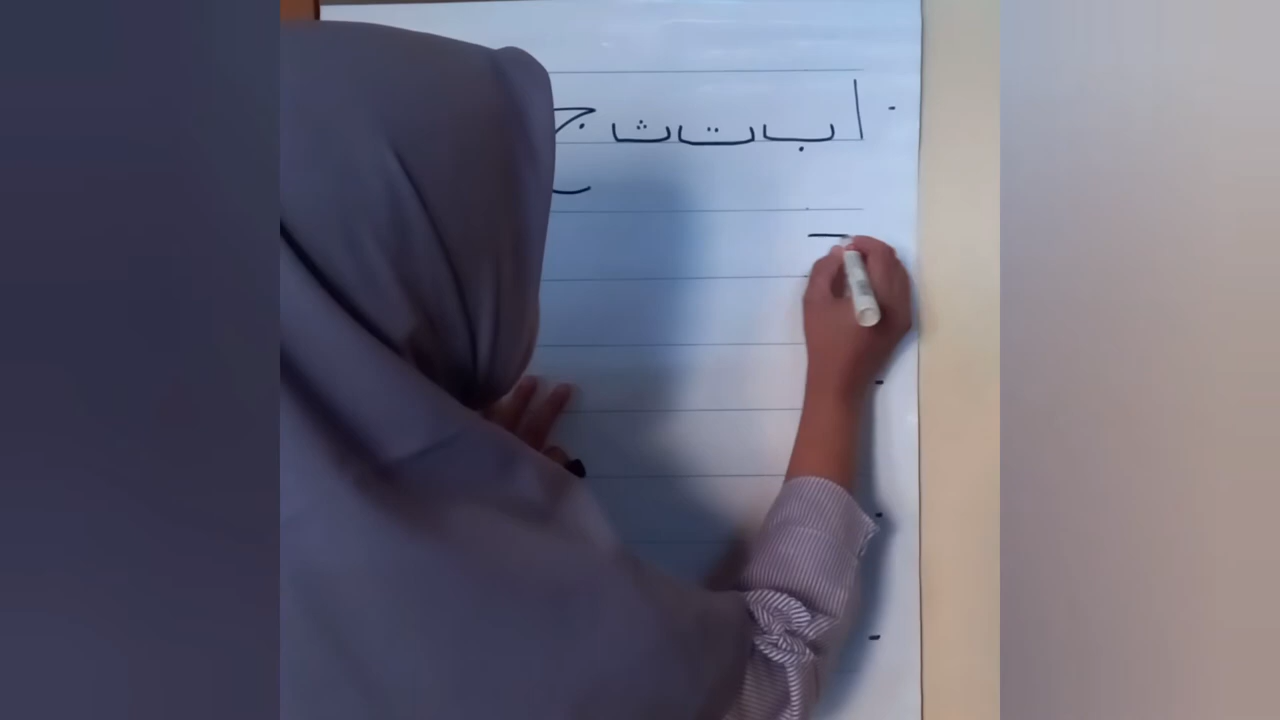 ا ب ت ث ج